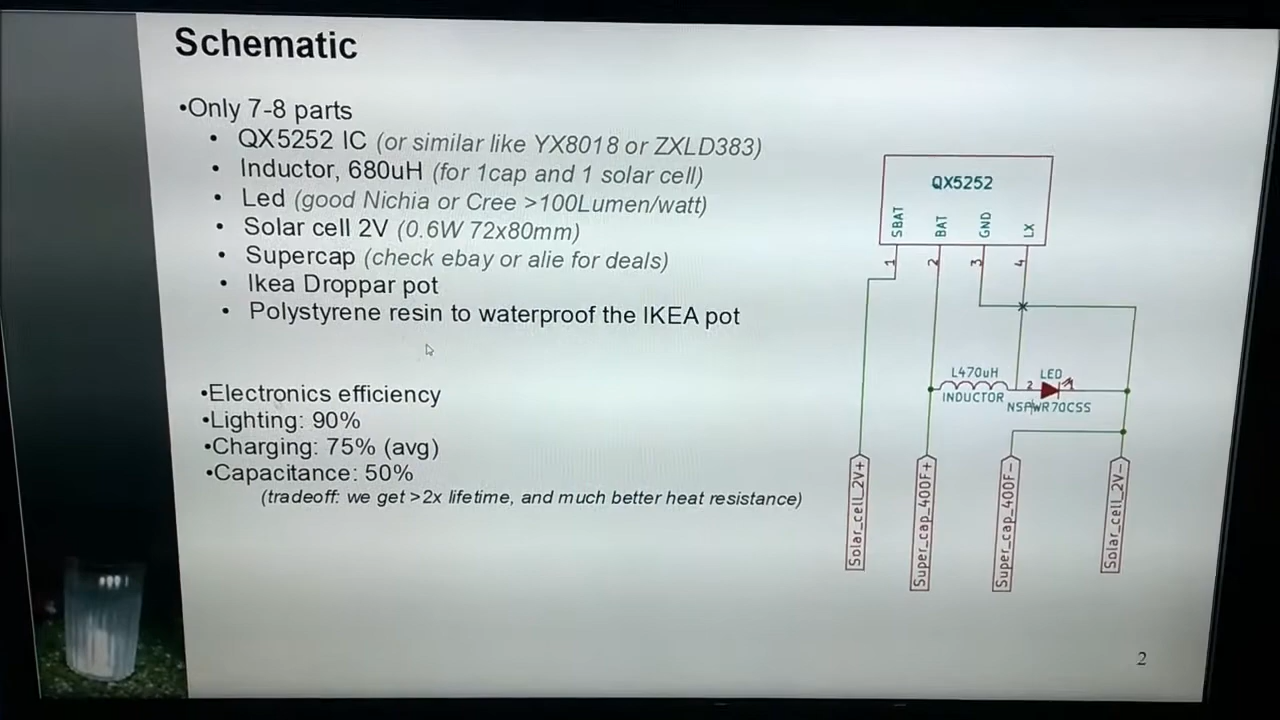 Schematic
•Only 7-8 parts
• QX5252 IC (or similar like YX8018 or ZXLD383)
• Inductor, 680uH (for 1cap and 1 solar cell)
• Led (good Nichia or Cree >100Lumen/watt)
• Solar cell 2V (0.6W 72x80mm)
• Supercap (check ebay or alie for deals)
• Ikea Droppar pot
• Polystyrene resin to waterproof the IKEA pot
•Electronics efficiency
•Lighting: 90%
•Charging: 75% (avg)
•Capacitance: 50%
(tradeoff: we get >2x lifetime, and much better heat resistance)
QX5252
SBAT
BAT
GND
LX
1
2
3
4
L470uH
INDUCTOR
LED
2
1
NSPWR70CSS
Solar_cell_2V+
Super_cap_400F+
Super_cap_400F-
Solar_cell_2V-
2